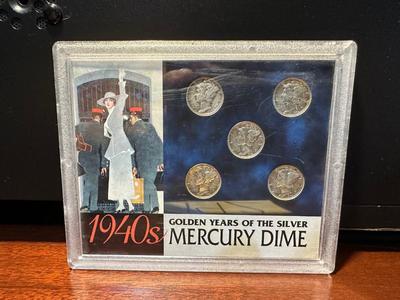 1940s
GOLDEN YEARS OF THE SILVER
MERCURY DIME